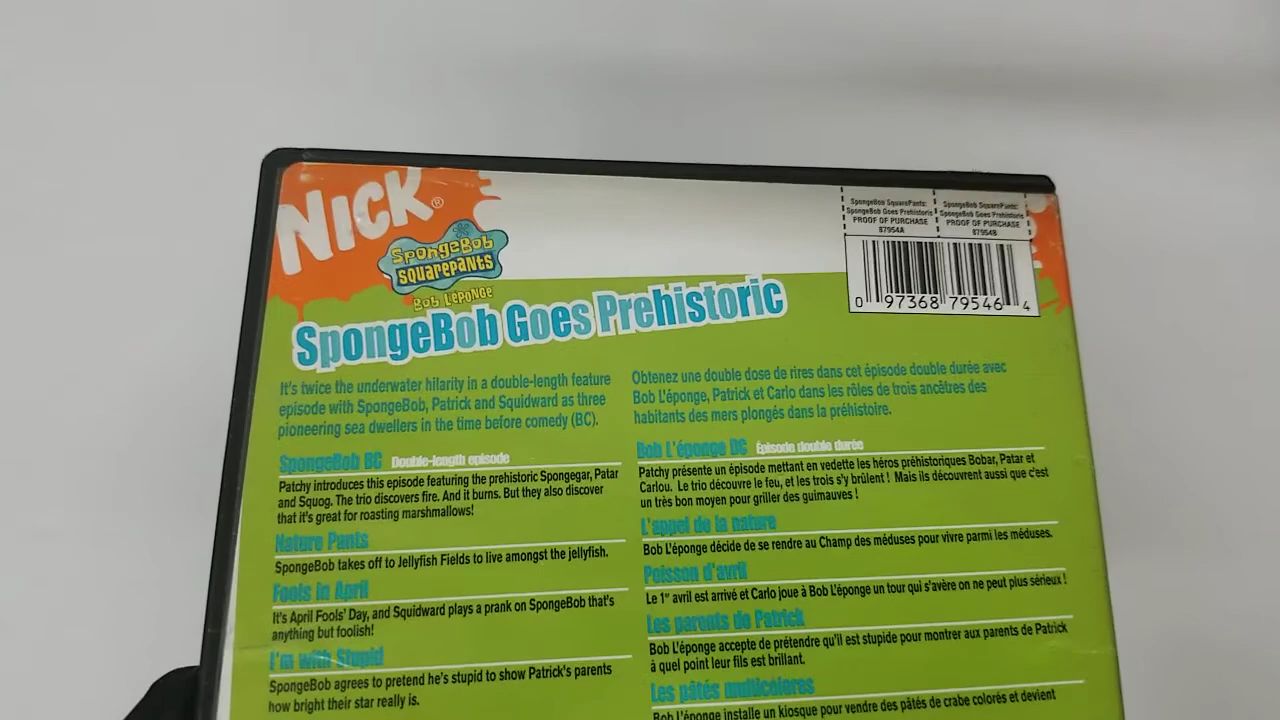 NICK®
SpongeBob
SquarePants
Bob Léponge
SpongeBob SquarePants:
SpongeBob Goes Prehistoric
PROOF OF PURCHASE
87954A
SpongeBob SquarePants:
SpongeBob Goes Prehistoric
PROOF OF PURCHASE
87954B
0 97368 79546 4
SpongeBob Goes Prehistoric
It's twice the underwater hilarity in a double-length feature
episode with SpongeBob, Patrick and Squidward as three
pioneering sea dwellers in the time before comedy (BC).
SpongeBob BC Double-length episode
Patchy introduces this episode featuring the prehistoric Spongegar, Patar
and Squog. The trio discovers fire. And it burns. But they also discover
that it's great for roasting marshmallows!
Nature Pants
SpongeBob takes off to Jellyfish Fields to live amongst the jellyfish.
Fools in April
It's April Fools' Day, and Squidward plays a prank on SpongeBob that's
anything but foolish!
I'm with Stupid
SpongeBob agrees to pretend he's stupid to show Patrick's parents
how bright their star really is.
Obtenez une double dose de rires dans cet épisode double durée avec
Bob L'éponge, Patrick et Carlo dans les rôles de trois ancêtres des
habitants des mers plongés dans la préhistoire.
Bob L'éponge BC Épisode double durée
Patchy présente un épisode mettant en vedette les héros préhistoriques Bobar, Patar et
Carlou. Le trio découvre le feu, et les trois s'y brûlent ! Mais ils découvrent aussi que c'est
un très bon moyen pour griller des guimauves !
L'appel de la nature
Bob L'éponge décide de se rendre au Champ des méduses pour vivre parmi les méduses.
Poisson d'avril
Le 1er avril est arrivé et Carlo joue à Bob L'éponge un tour qui s'avère on ne peut plus sérieux !
Les parents de Patrick
Bob L'éponge accepte de prétendre qu'il est stupide pour montrer aux parents de Patrick
à quel point leur fils est brillant.
Les pâtés multicolores
Bob L'éponge installe un kiosque pour vendre des pâtés de crabe colorés et devient